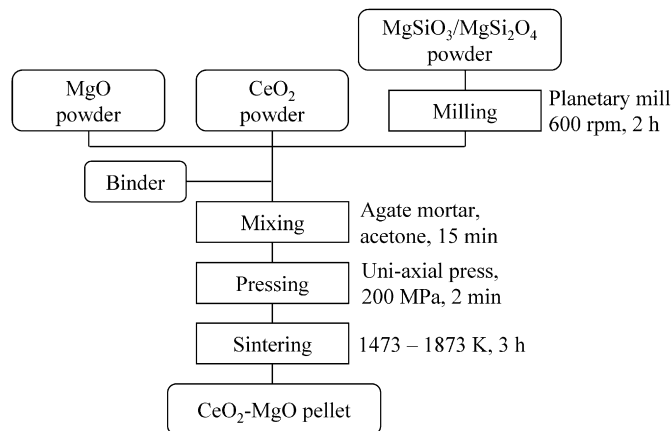 MgSiO₃/MgSi₂O₄
powder
MgO
powder
CeO₂
powder
Milling
Planetary mill
600 rpm, 2 h
Binder
Mixing
Agate mortar,
acetone, 15 min
Pressing
Uni-axial press,
200 MPa, 2 min
Sintering
1473 – 1873 K, 3 h
CeO₂-MgO pellet